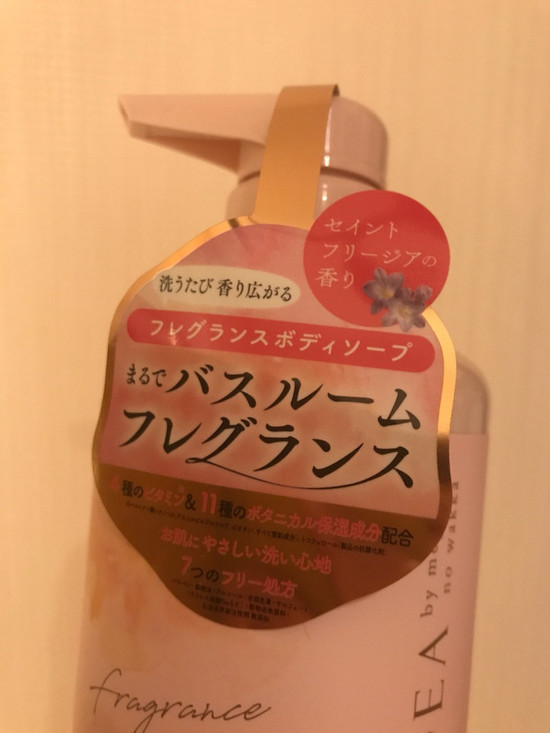 セイント
フリージアの
香り
洗うたび 香り広がる
フレグランスボディソープ
まるでバスルーム
フレグランス
種のビタミン&11種のボタニカル保湿成分配合
お肌にやさしい洗い心地
7つのフリー処方
fragrance
EA
by m
no wakka